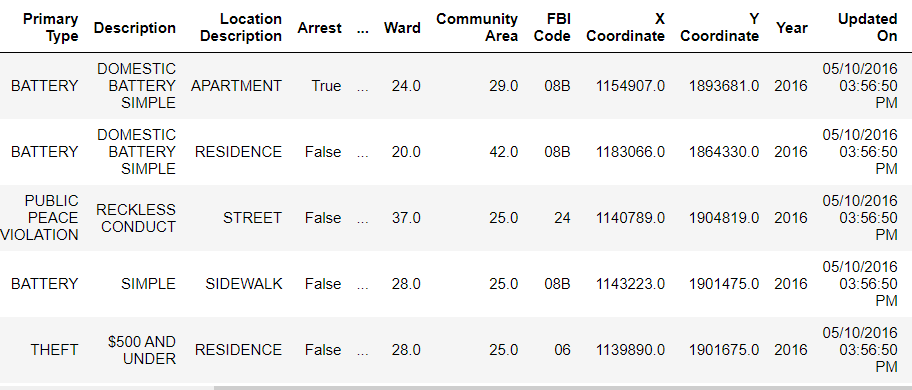 Primary Type Description Location Description Arrest ... Ward Community Area FBI Code X Coordinate Y Coordinate Year Updated On
BATTERY DOMESTIC BATTERY SIMPLE APARTMENT True ... 24.0 29.0 08B 1154907.0 1893681.0 2016 05/10/2016 03:56:50 PM
BATTERY DOMESTIC BATTERY SIMPLE RESIDENCE False ... 20.0 42.0 08B 1183066.0 1864330.0 2016 05/10/2016 03:56:50 PM
PUBLIC PEACE VIOLATION RECKLESS CONDUCT STREET False ... 37.0 25.0 24 1140789.0 1904819.0 2016 05/10/2016 03:56:50 PM
BATTERY SIMPLE SIDEWALK False ... 28.0 25.0 08B 1143223.0 1901475.0 2016 05/10/2016 03:56:50 PM
THEFT $500 AND UNDER RESIDENCE False ... 28.0 25.0 06 1139890.0 1901675.0 2016 05/10/2016 03:56:50 PM